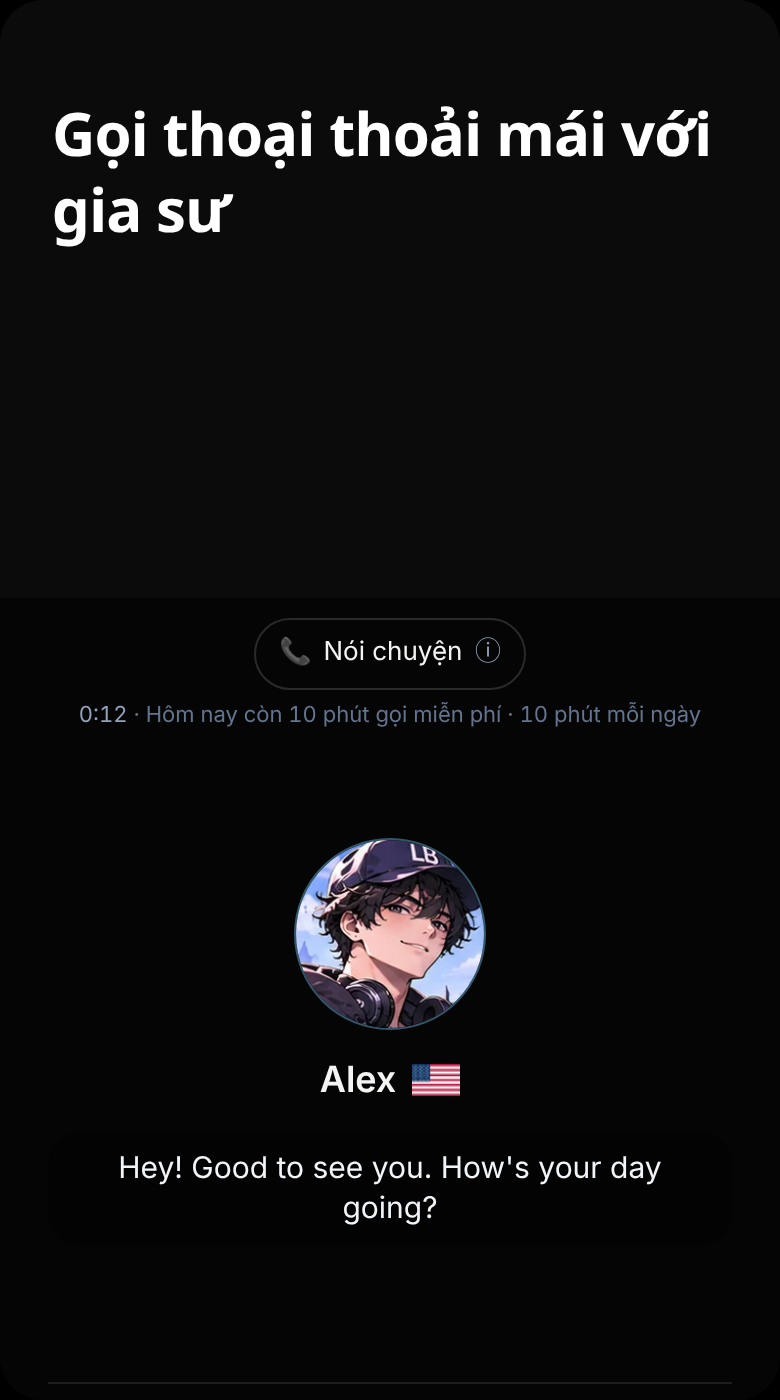 Gọi thoại thoải mái với
gia sư
Nói chuyện
0:12 · Hôm nay còn 10 phút gọi miễn phí · 10 phút mỗi ngày
LB
Alex
Hey! Good to see you. How's your day
going?